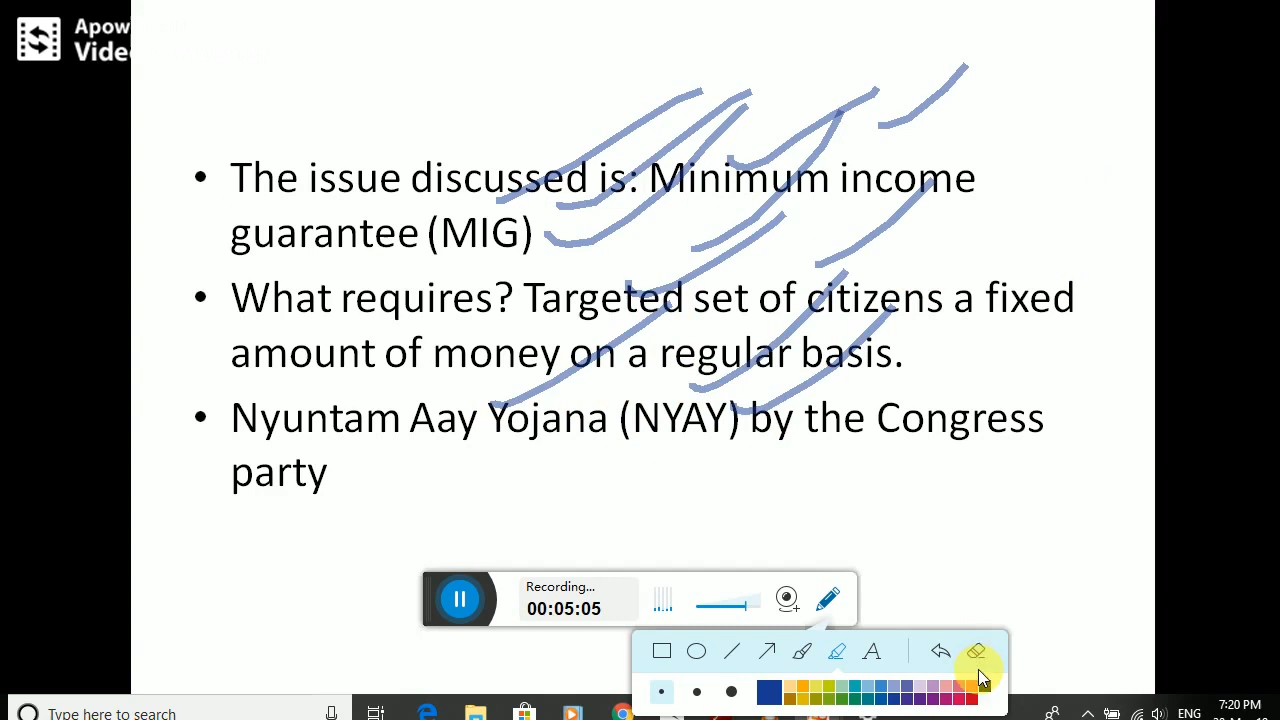 Apow
Vide
• The issue discussed is: Minimum income
guarantee (MIG)
• What requires? Targeted set of citizens a fixed
amount of money on a regular basis.
• Nyuntam Aay Yojana (NYAY) by the Congress
party
Recording...
00:05:05
A
Type here to search
ENG
7:20 PM